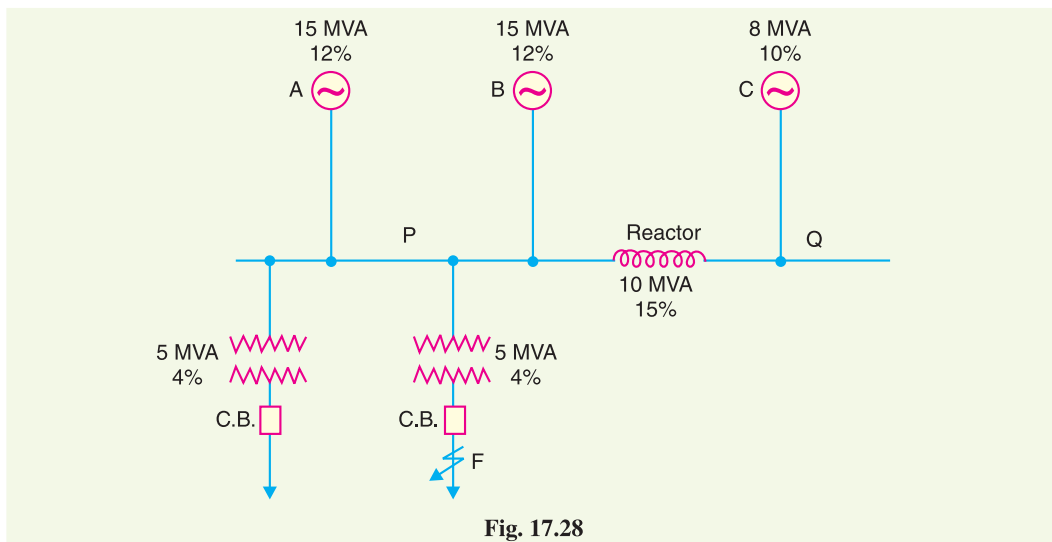 15 MVA
12%
A
15 MVA
12%
B
8 MVA
10%
C
P
Reactor
Q
10 MVA
15%
5 MVA
4%
5 MVA
4%
C.B.
C.B.
F
Fig. 17.28